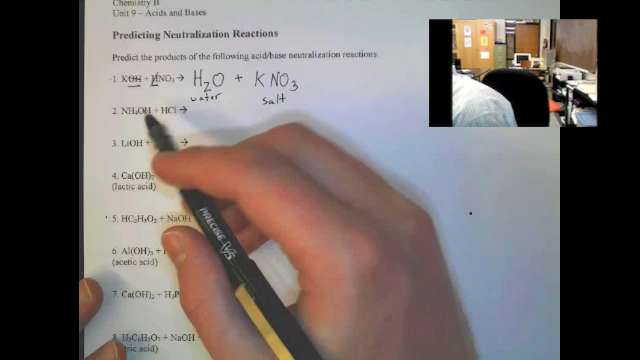 Chemistry B
Unit 9 – Acids and Bases
Predicting Neutralization Reactions
Predict the products of the following acid/base neutralization reactions.
1. KOH + HNO₃ → H₂O + KNO₃
water salt
2. NH₄OH + HCl →
3. LiOH + →
4. Ca(OH)₂
(lactic acid)
5. HC₂H₃O₂ + NaOH
6. Al(OH)₃ +
(acetic acid)
7. Ca(OH)₂ + H₃P
8. H₃C₆H₅O₇ + NaOH
acid)
PRECISE V5